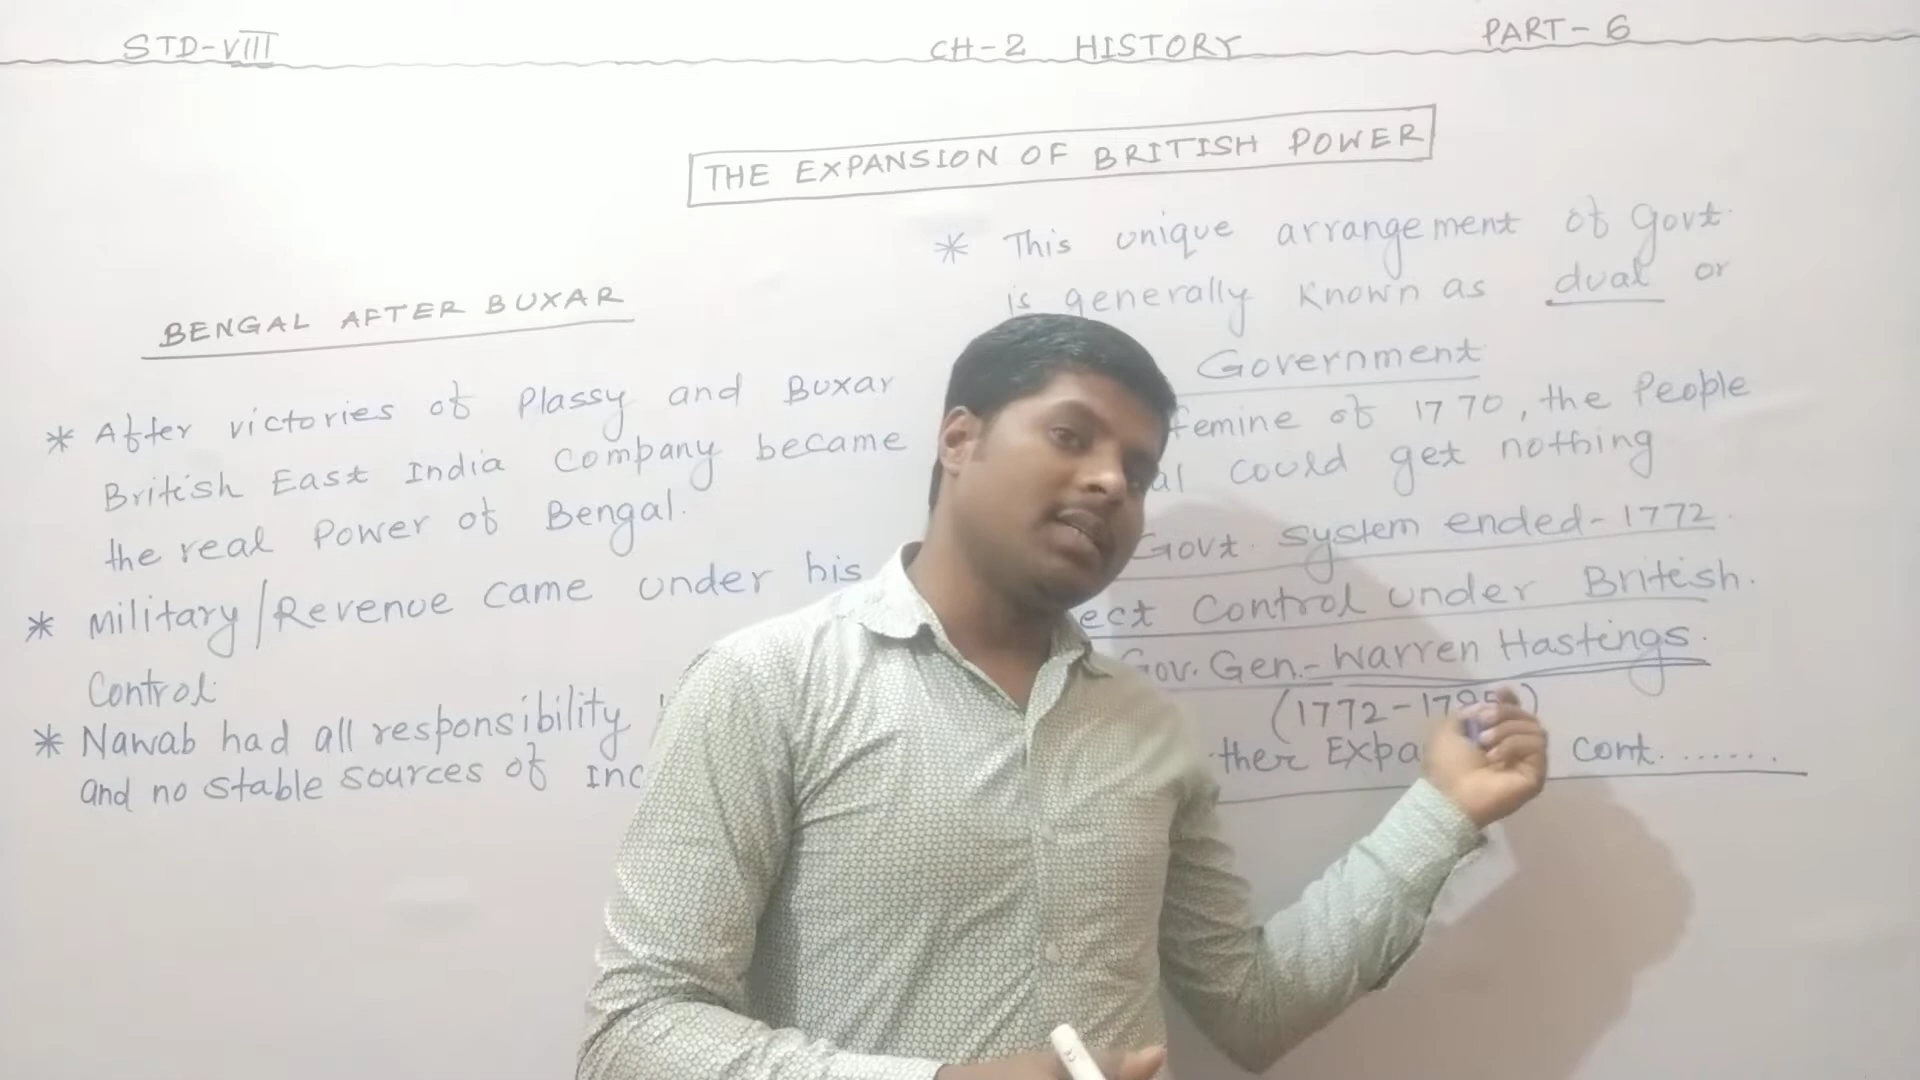 STD-VIII CH-2 HISTORY PART-6
THE EXPANSION OF BRITISH POWER
BENGAL AFTER BUXAR
* After victories of Plassy and Buxar
British East India Company became
the real Power of Bengal.
* Military/Revenue came under his
Control
* Nawab had all responsibility
and no stable sources of
* This unique arrangement of Govt
is generally known as dual or
Government
femine of 1770, the People
could get nothing
Govt. system ended-1772
Control under British.
Gov. Gen.-Warren Hastings.
(1772-
cont.......